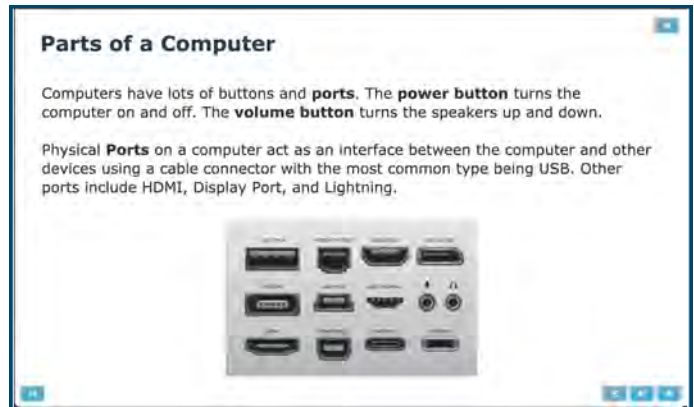 Parts of a Computer
Computers have lots of buttons and ports. The power button turns the
computer on and off. The volume button turns the speakers up and down.
Physical Ports on a computer act as an interface between the computer and other
devices using a cable connector with the most common type being USB. Other
ports include HDMI, Display Port, and Lightning.